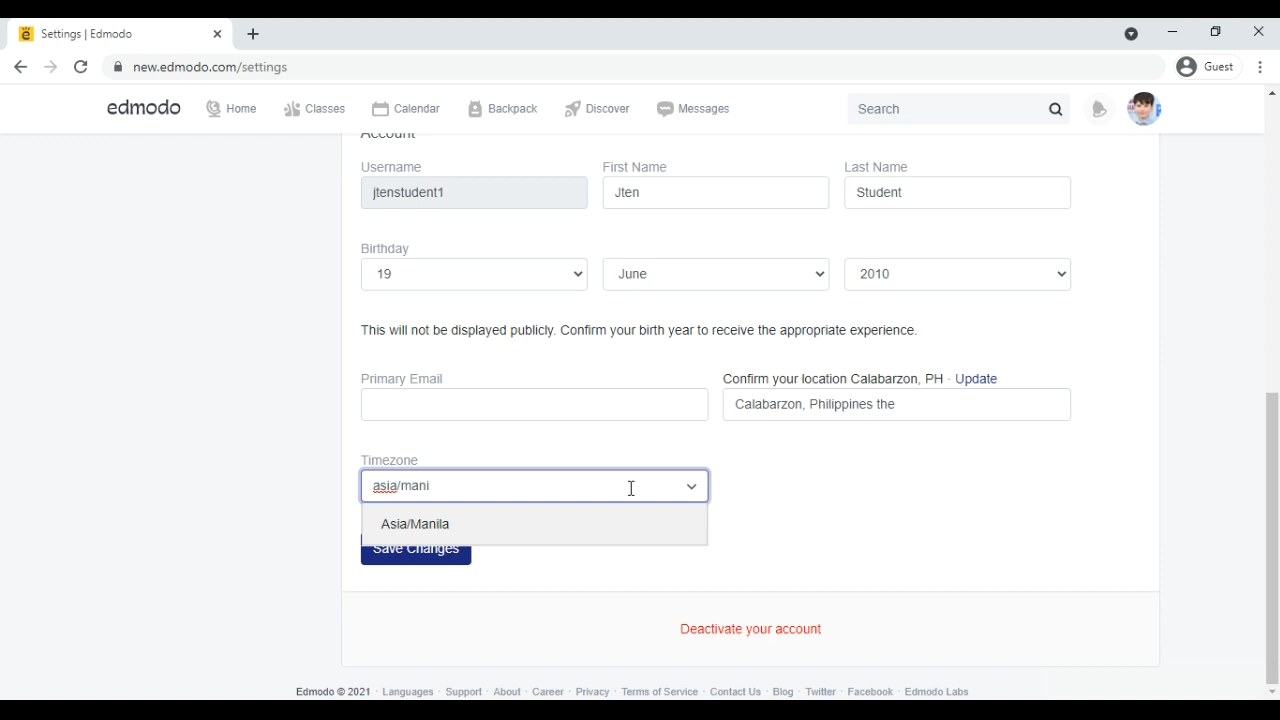 Settings | Edmodo
new.edmodo.com/settings
Guest
edmodo Home Classes Calendar Backpack Discover Messages Search
Account
Username First Name Last Name
jtenstudent1 Jten Student
Birthday
19 June 2010
This will not be displayed publicly. Confirm your birth year to receive the appropriate experience.
Primary Email Confirm your location Calabarzon, PH · Update
Calabarzon, Philippines the
Timezone
asia/mani
Asia/Manila
Save Changes
Deactivate your account
Edmodo © 2021 · Languages · Support · About · Career · Privacy · Terms of Service · Contact Us · Blog · Twitter · Facebook · Edmodo Labs